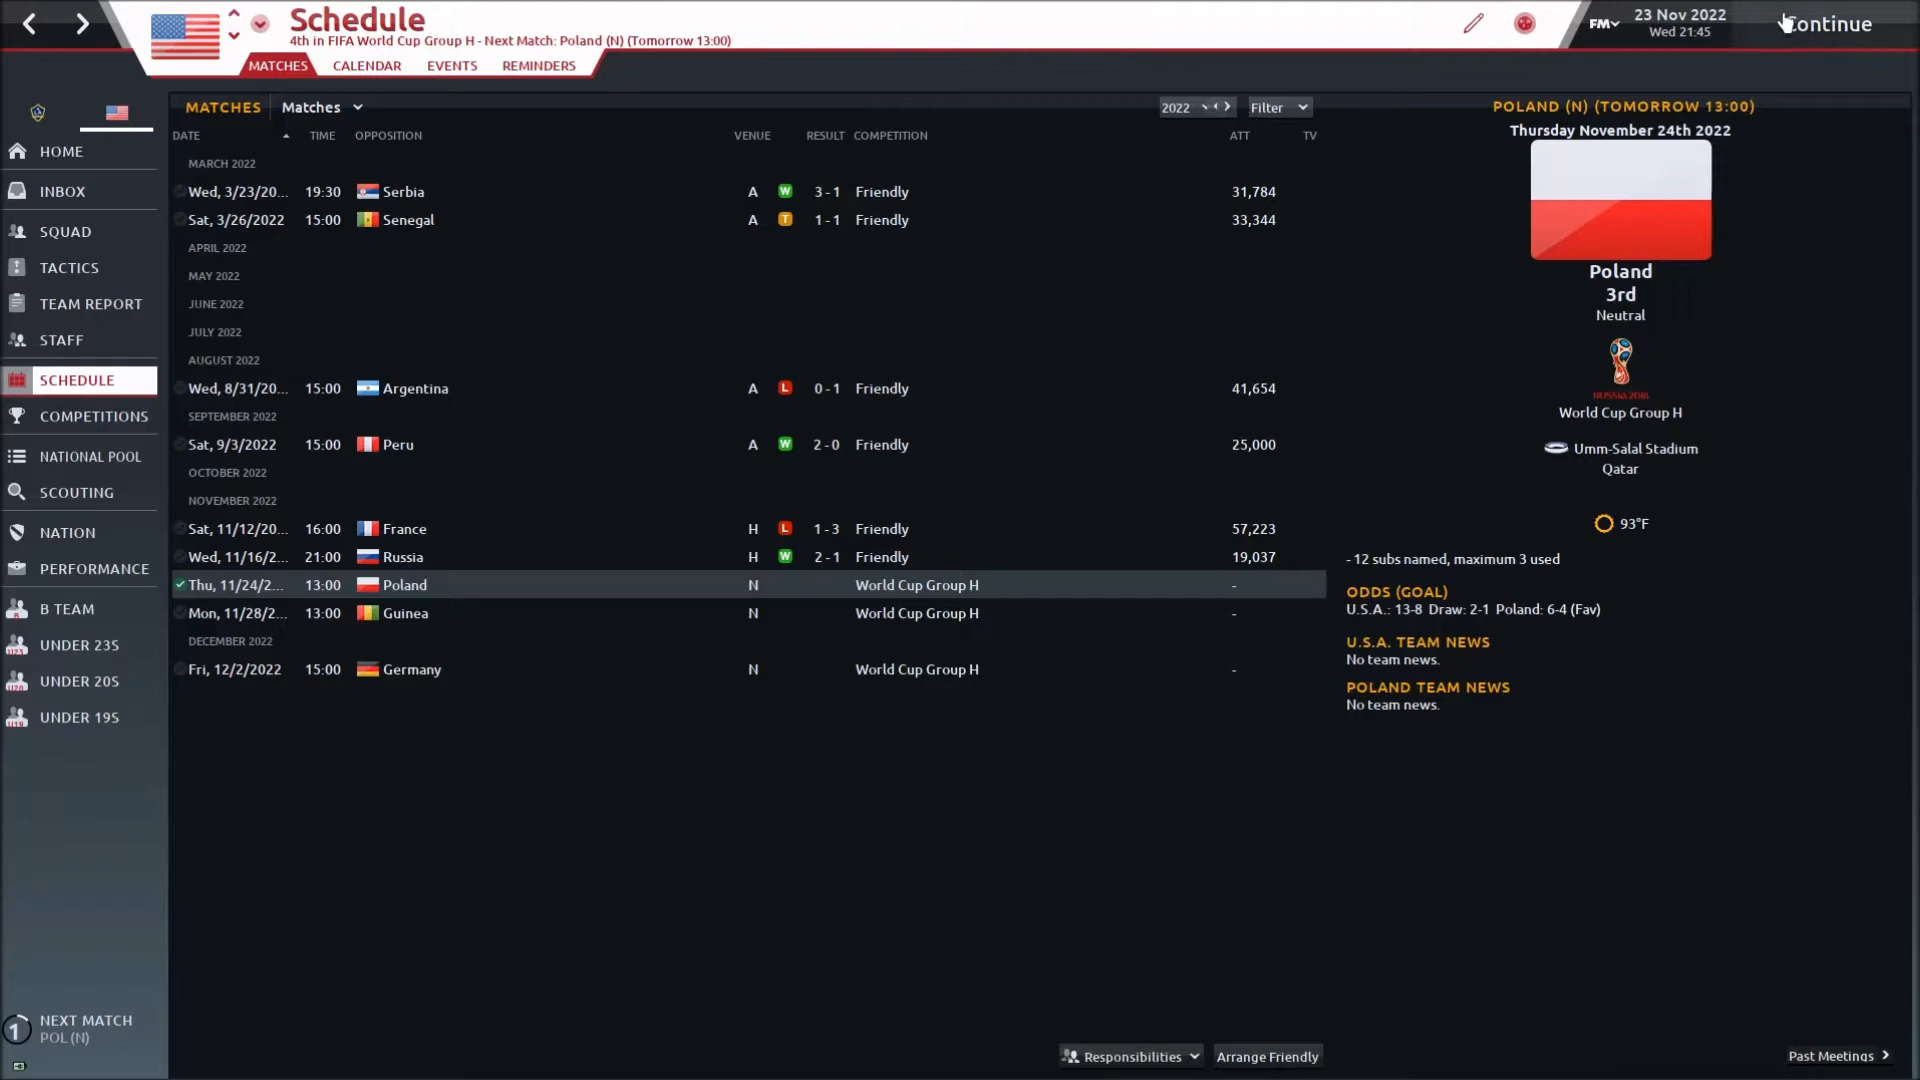 Schedule
4th in FIFA World Cup Group H - Next Match: Poland (N) (Tomorrow 13:00)
MATCHES CALENDAR EVENTS REMINDERS
FM
23 Nov 2022
Wed 21:45
Continue
HOME
INBOX
SQUAD
TACTICS
TEAM REPORT
STAFF
SCHEDULE
COMPETITIONS
NATIONAL POOL
SCOUTING
NATION
PERFORMANCE
B TEAM
UNDER 23S
UNDER 20S
UNDER 19S
1 NEXT MATCH
POL (N)
MATCHES Matches 2022 Filter
DATE TIME OPPOSITION VENUE RESULT COMPETITION ATT TV
MARCH 2022
Wed, 3/23/20... 19:30 Serbia A W 3 - 1 Friendly 31,784
Sat, 3/26/2022 15:00 Senegal A T 1 - 1 Friendly 33,344
APRIL 2022
MAY 2022
JUNE 2022
JULY 2022
AUGUST 2022
Wed, 8/31/20... 15:00 Argentina A L 0 - 1 Friendly 41,654
SEPTEMBER 2022
Sat, 9/3/2022 15:00 Peru A W 2 - 0 Friendly 25,000
OCTOBER 2022
NOVEMBER 2022
Sat, 11/12/20... 16:00 France H L 1 - 3 Friendly 57,223
Wed, 11/16/2... 21:00 Russia H W 2 - 1 Friendly 19,037
Thu, 11/24/2... 13:00 Poland N World Cup Group H -
Mon, 11/28/2... 13:00 Guinea N World Cup Group H -
DECEMBER 2022
Fri, 12/2/2022 15:00 Germany N World Cup Group H -
Responsibilities Arrange Friendly
POLAND (N) (TOMORROW 13:00)
Thursday November 24th 2022
Poland
3rd
Neutral
RUSSIA 2018
World Cup Group H
Umm-Salal Stadium
Qatar
93°F
- 12 subs named, maximum 3 used
ODDS (GOAL)
U.S.A.: 13-8 Draw: 2-1 Poland: 6-4 (Fav)
U.S.A. TEAM NEWS
No team news.
POLAND TEAM NEWS
No team news.
Past Meetings